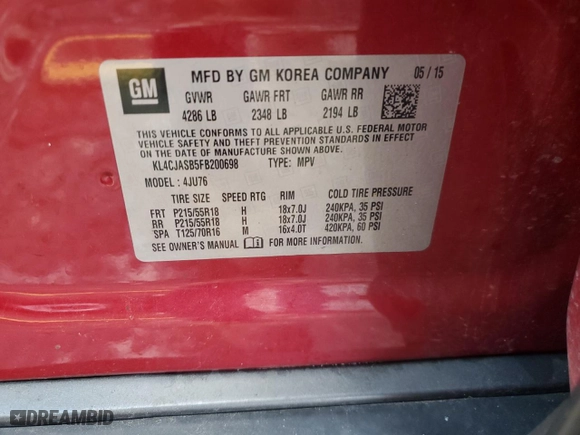 GM
MFD BY GM KOREA COMPANY 05 / 15
GVWR GAWR FRT GAWR RR
4286 LB 2348 LB 2194 LB
THIS VEHICLE CONFORMS TO ALL APPLICABLE U.S. FEDERAL MOTOR
VEHICLE SAFETY AND THEFT PREVENTION STANDARDS IN EFFECT
ON THE DATE OF MANUFACTURE SHOWN ABOVE.
KL4CJASB5FB200698 TYPE: MPV
MODEL : 4JU76
TIRE SIZE SPEED RTG RIM COLD TIRE PRESSURE
FRT P215/55R18 H 18x7.0J 240KPA, 35 PSI
RR P215/55R18 H 18x7.0J 240KPA, 35 PSI
SPA T125/70R16 M 16x4.0T 420KPA, 60 PSI
SEE OWNER'S MANUAL FOR MORE INFORMATION.
DREAMBID